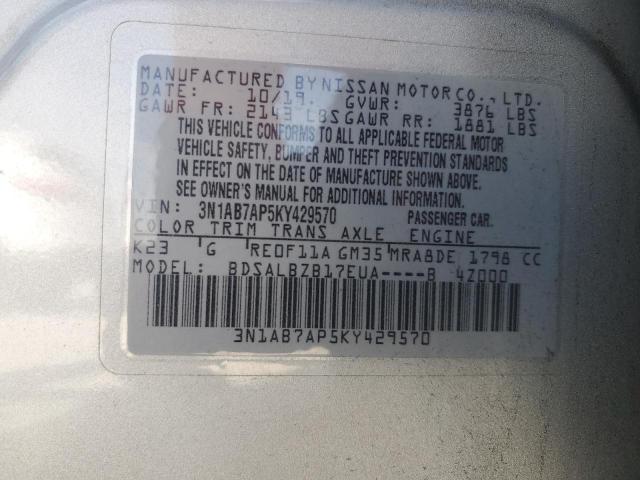 MANUFACTURED BY NISSAN MOTOR CO., LTD.
DATE: 10/19. GVWR: 3876 LBS
GAWR FR: 2143 LBS GAWR RR: 1881 LBS
THIS VEHICLE CONFORMS TO ALL APPLICABLE FEDERAL MOTOR
VEHICLE SAFETY, BUMPER AND THEFT PREVENTION STANDARDS
IN EFFECT ON THE DATE OF MANUFACTURE SHOWN ABOVE.
SEE OWNER'S MANUAL FOR ADDITIONAL INFORMATION.
VIN: 3N1AB7AP5KY429570 PASSENGER CAR.
COLOR TRIM TRANS AXLE ENGINE
K23 G RE0F11A GM35 MRA8DE 1798 CC
MODEL: BDSALBZB17EUA----B 4Z000
3N1AB7AP5KY429570